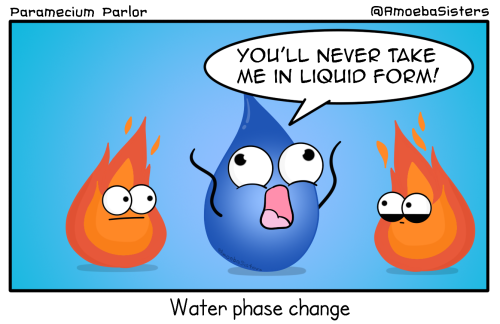 Paramecium Parlor
@AmoebaSisters
YOU'LL NEVER TAKE
ME IN LIQUID FORM!
Water phase change